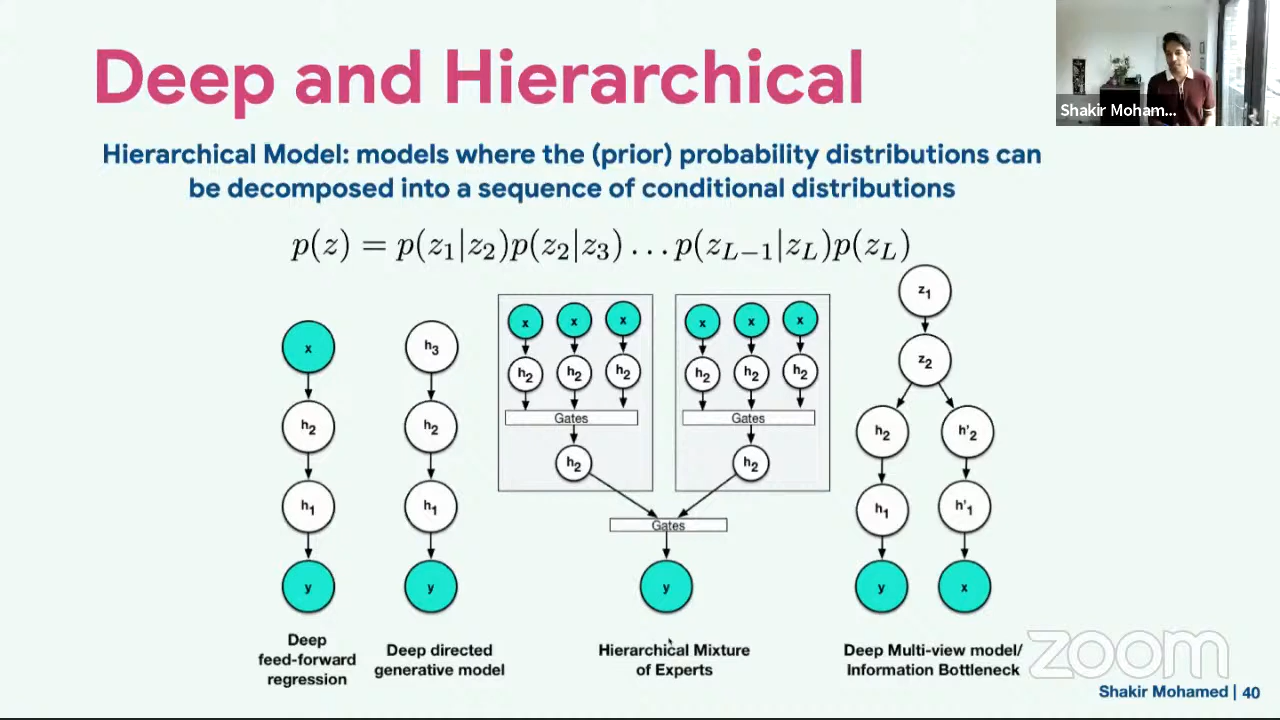 Deep and Hierarchical
Shakir Moham...
Hierarchical Model: models where the (prior) probability distributions can
be decomposed into a sequence of conditional distributions
p(z) = p(z₁|z₂)p(z₂|z₃) . . . p(z_{L−1}|z_L)p(z_L)
x
h₂
h₁
y
Deep
feed-forward
regression
h₃
h₂
h₁
y
Deep directed
generative model
x x x
h₂ h₂ h₂
Gates
h₂
x x x
h₂ h₂ h₂
Gates
h₂
Gates
y
Hierarchical Mixture
of Experts
z₁
z₂
h₂ h'₂
h₁ h'₁
y x
Deep Multi-view model/
Information Bottleneck
zoom
Shakir Mohamed | 40